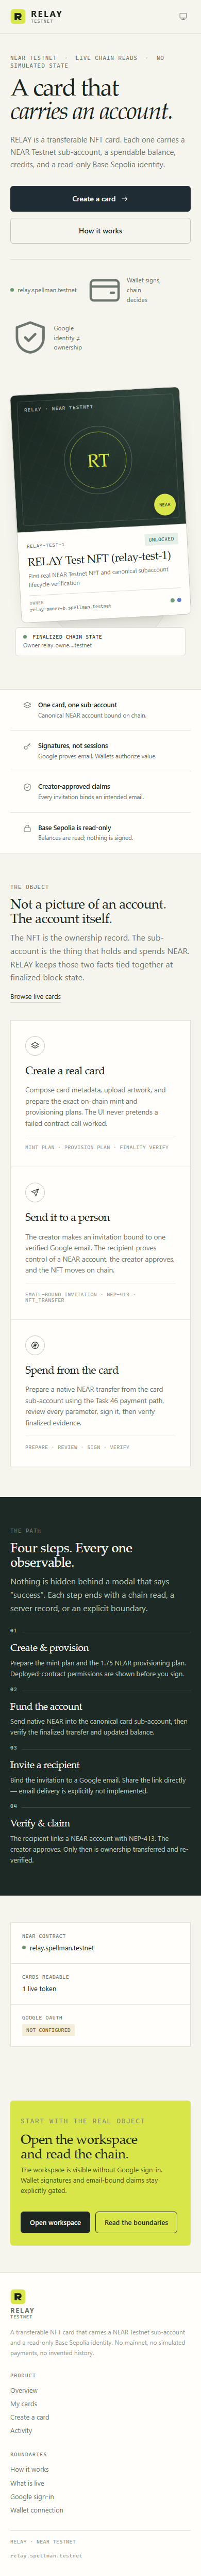 RELAY
TESTNET
NEAR TESTNET · LIVE CHAIN READS · NO
SIMULATED STATE
A card that
carries an account.
RELAY is a transferable NFT card. Each one carries a
NEAR Testnet sub-account, a spendable balance,
credits, and a read-only Base Sepolia identity.
Create a card →
How it works
relay.spellman.testnet
Wallet signs,
chain
decides
Google
identity ≠
ownership
RELAY · NEAR TESTNET
RT
NEAR
RELAY-TEST-1
UNLOCKED
RELAY Test NFT (relay-test-1)
First real NEAR Testnet NFT and canonical subaccount
lifecycle verification
OWNER
relay-owner-b.spellman.testnet
FINALIZED CHAIN STATE
Owner relay-owne...testnet
One card, one sub-account
Canonical NEAR account bound on chain.
Signatures, not sessions
Google proves email. Wallets authorize value.
Creator-approved claims
Every invitation binds an intended email.
Base Sepolia is read-only
Balances are read; nothing is signed.
THE OBJECT
Not a picture of an account.
The account itself.
The NFT is the ownership record. The sub-
account is the thing that holds and spends NEAR.
RELAY keeps those two facts tied together at
finalized block state.
Browse live cards
Create a real card
Compose card metadata, upload artwork, and
prepare the exact on-chain mint and
provisioning plans. The UI never pretends a
failed contract call worked.
MINT PLAN · PROVISION PLAN · FINALITY VERIFY
Send it to a person
The creator makes an invitation bound to one
verified Google email. The recipient proves
control of a NEAR account, the creator approves,
and the NFT moves on chain.
EMAIL-BOUND INVITATION · NEP-413 ·
NFT_TRANSFER
Spend from the card
Prepare a native NEAR transfer from the card
sub-account using the Task 46 payment path,
review every parameter, sign it, then verify
finalized evidence.
PREPARE · REVIEW · SIGN · VERIFY
THE PATH
Four steps. Every one
observable.
Nothing is hidden behind a modal that says
“success”. Each step ends with a chain read, a
server record, or an explicit boundary.
01
Create & provision
Prepare the mint plan and the 1.75 NEAR provisioning plan.
Deployed-contract permissions are shown before you sign.
02
Fund the account
Send native NEAR into the canonical card sub-account, then
verify the finalized transfer and updated balance.
03
Invite a recipient
Bind the invitation to a Google email. Share the link directly
— email delivery is explicitly not implemented.
04
Verify & claim
The recipient links a NEAR account with NEP-413. The
creator approves. Only then is ownership transferred and re-
verified.
NEAR CONTRACT
relay.spellman.testnet
CARDS READABLE
1 live token
GOOGLE OAUTH
NOT CONFIGURED
START WITH THE REAL OBJECT
Open the workspace
and read the chain.
The workspace is visible without Google sign-in.
Wallet signatures and email-bound claims stay
explicitly gated.
Open workspace
Read the boundaries
RELAY
TESTNET
A transferable NFT card that carries a NEAR Testnet sub-account
and a read-only Base Sepolia identity. No mainnet, no simulated
payments, no invented history.
PRODUCT
Overview
My cards
Create a card
Activity
BOUNDARIES
How it works
What is live
Google sign-in
Wallet connection
RELAY · NEAR TESTNET
relay.spellman.testnet